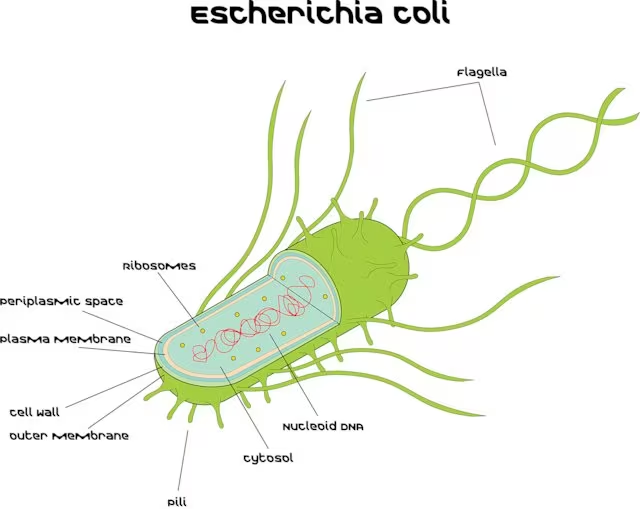 Escherichia coli
Flagella
Ribosomes
Periplasmic space
Plasma membrane
Cell wall
Outer membrane
Nucleoid DNA
Cytosol
Pili